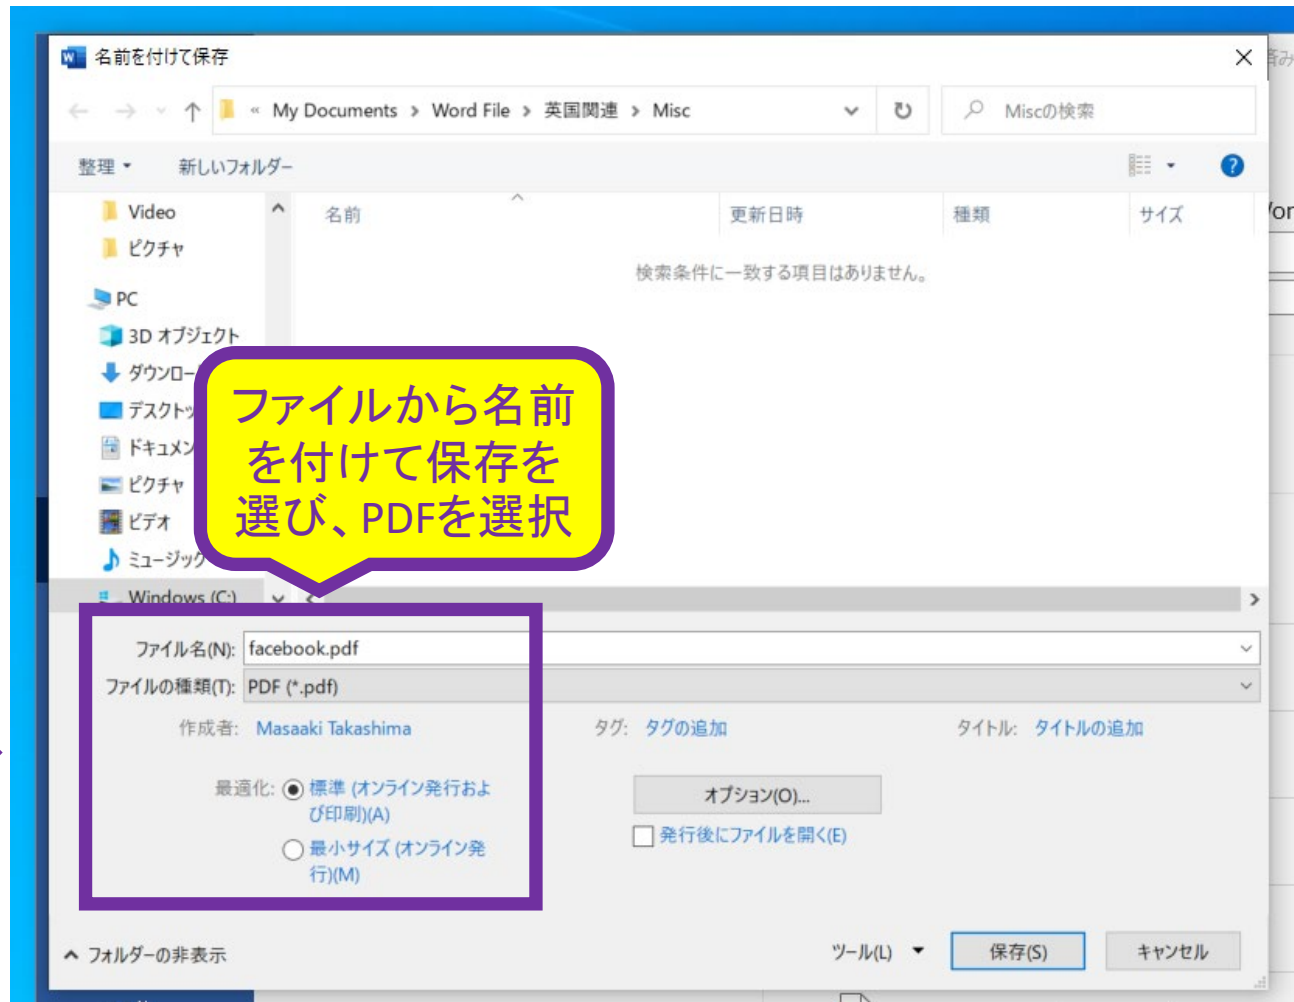 名前を付けて保存
済み
« My Documents › Word File › 英国関連 › Misc
Miscの検索
整理
新しいフォルダー
Video
名前
更新日時
種類
サイズ
ピクチャ
検索条件に一致する項目はありません。
PC
3D オブジェクト
ダウンロー
デスクトッ
ドキュメン
ピクチャ
ビデオ
ミュージック
Windows (C:)
ファイルから名前
を付けて保存を
選び、PDFを選択
ファイル名(N): facebook.pdf
ファイルの種類(T): PDF (*.pdf)
作成者: Masaaki Takashima
タグ: タグの追加
タイトル: タイトルの追加
最適化: 標準 (オンライン発行およ
び印刷)(A)
最小サイズ (オンライン発
行)(M)
オプション(O)...
発行後にファイルを開く(E)
フォルダーの非表示
ツール(L)
保存(S)
キャンセル